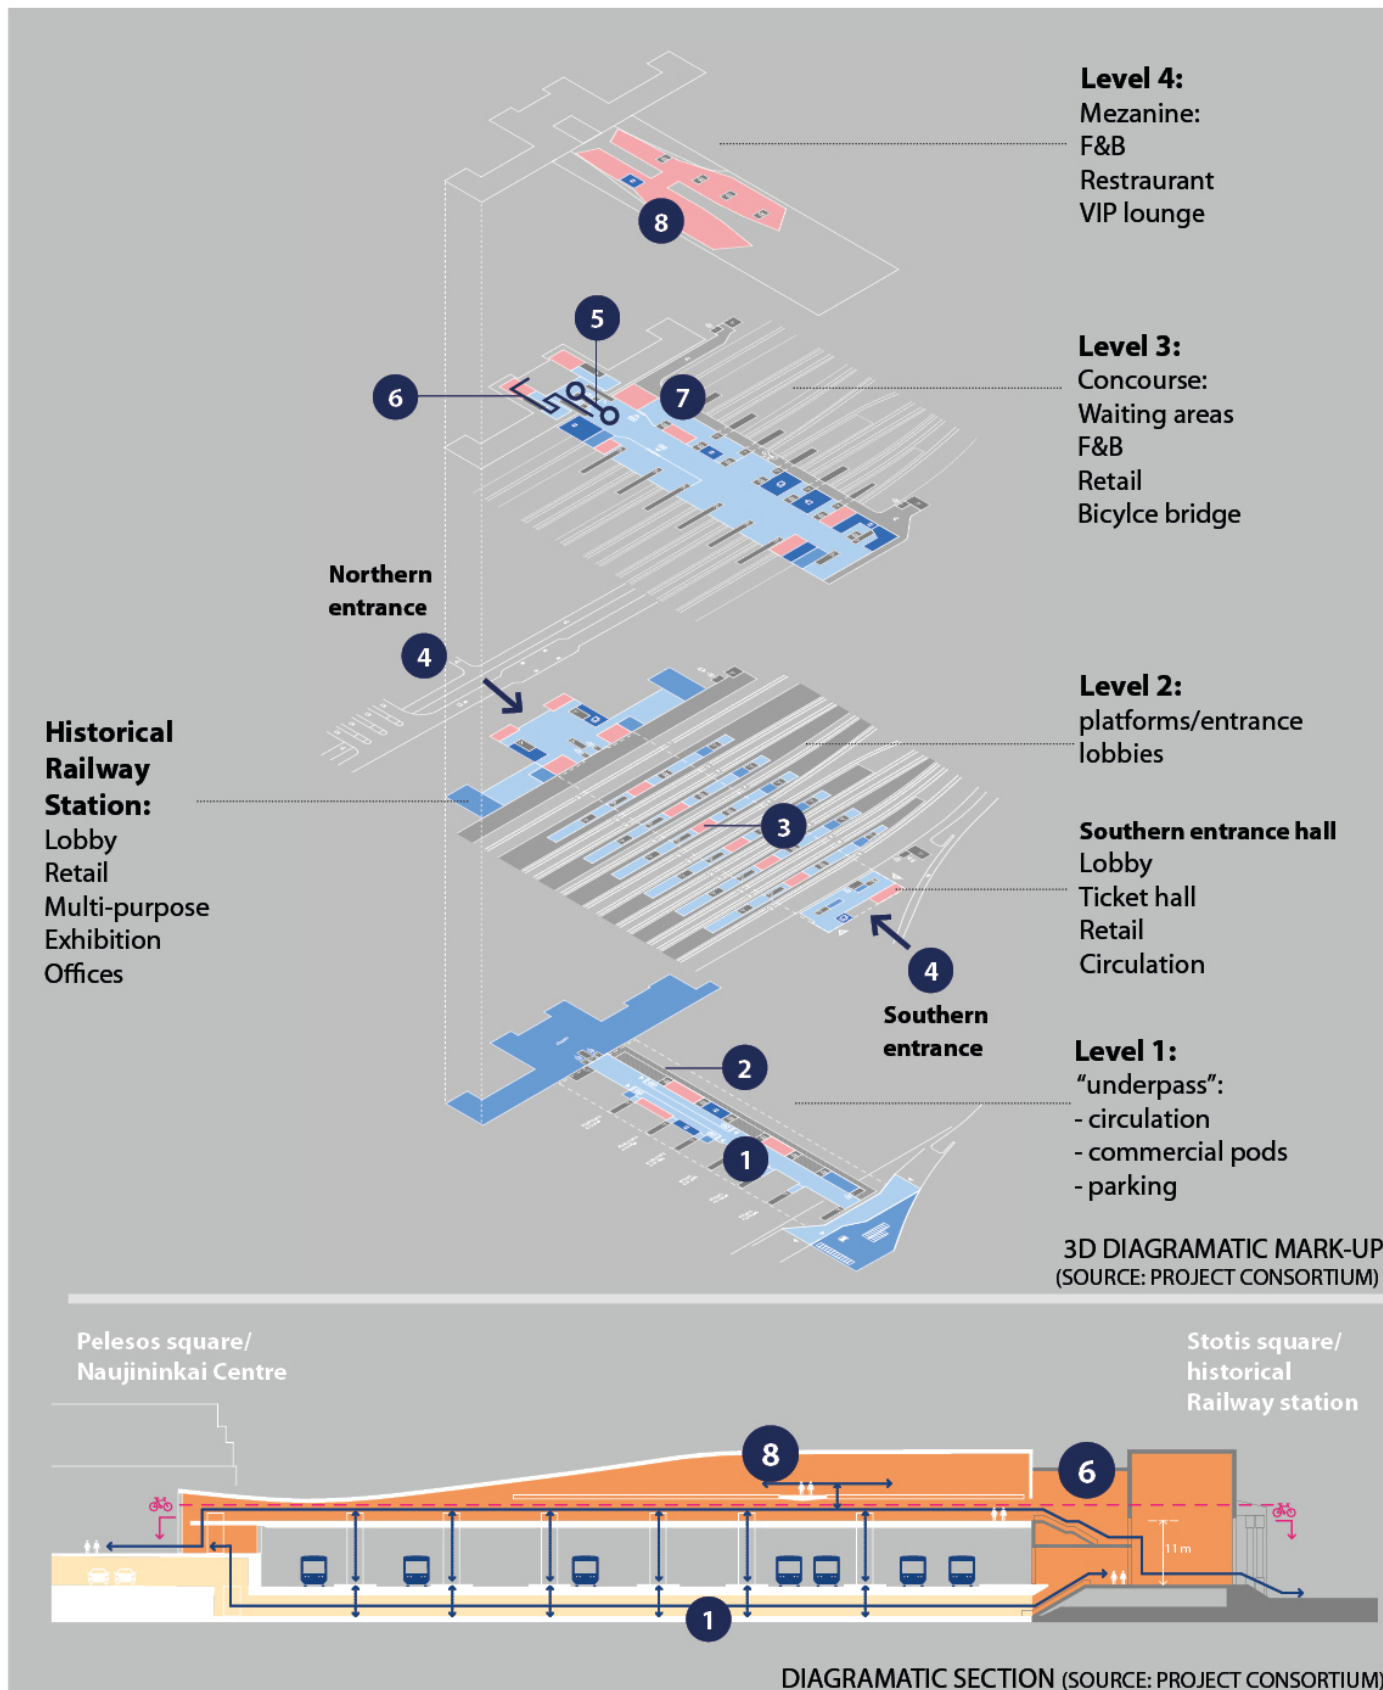 Level 4:
Mezanine:
F&B
Restraurant
VIP lounge
8
5
6
7
Level 3:
Concourse:
Waiting areas
F&B
Retail
Bicylce bridge
Northern
entrance
4
Level 2:
platforms/entrance
lobbies
Historical
Railway
Station:
Lobby
Retail
Multi-purpose
Exhibition
Offices
3
Southern entrance hall
Lobby
Ticket hall
Retail
Circulation
4
Southern
entrance
Level 1:
“underpass”:
- circulation
- commercial pods
- parking
2
1
3D DIAGRAMATIC MARK-UP
(SOURCE: PROJECT CONSORTIUM)
Pelesos square/
Naujininkai Centre
Stotis square/
historical
Railway station
8
6
11m
1
DIAGRAMATIC SECTION (SOURCE: PROJECT CONSORTIUM)